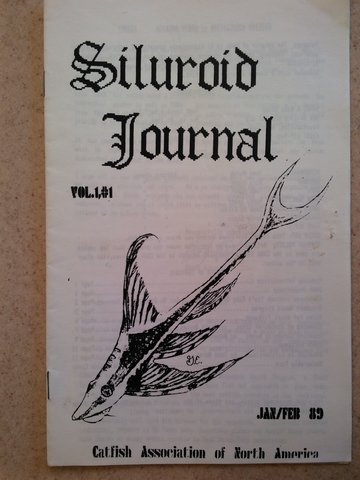 Siluroid
Journal
VOL.1,#1
JAN/FEB 89
Catfish Association of North America